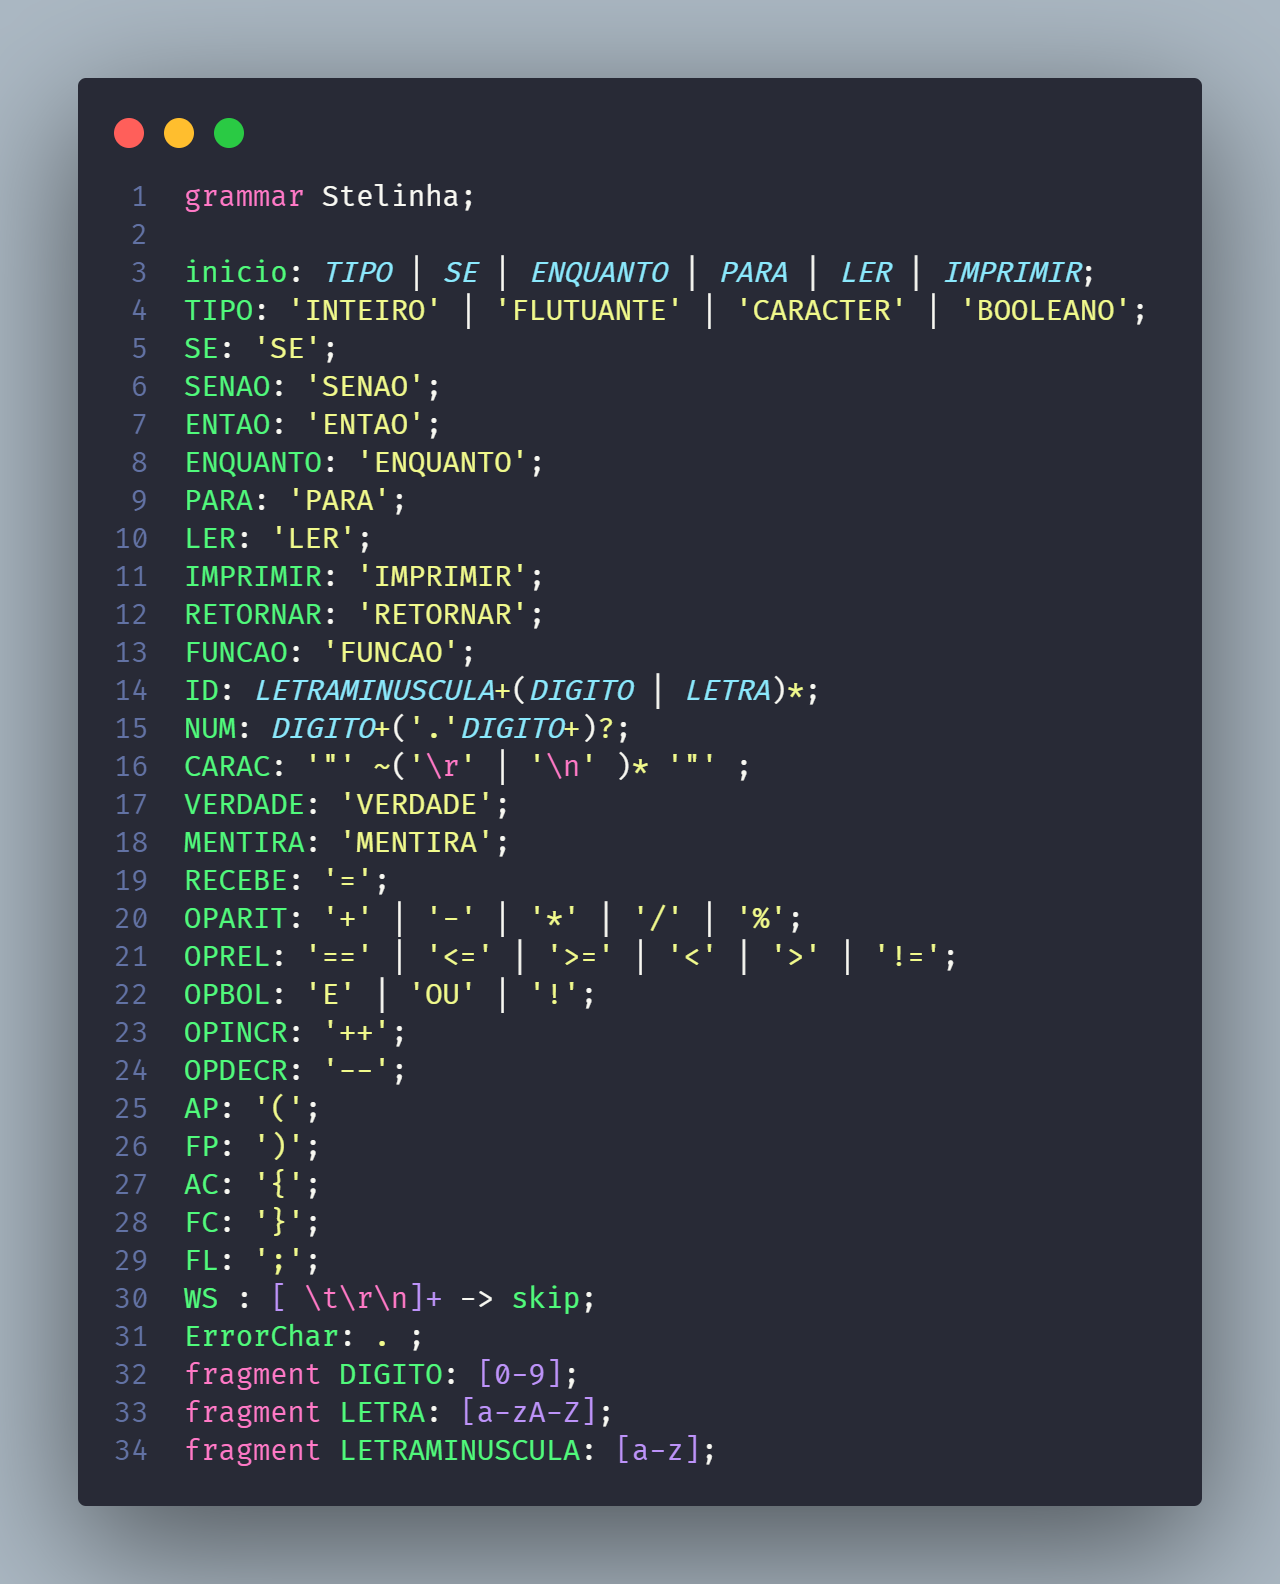 1 grammar Stelinha;
2
3 inicio: TIPO | SE | ENQUANTO | PARA | LER | IMPRIMIR;
4 TIPO: 'INTEIRO' | 'FLUTUANTE' | 'CARACTER' | 'BOOLEANO';
5 SE: 'SE';
6 SENAO: 'SENAO';
7 ENTAO: 'ENTAO';
8 ENQUANTO: 'ENQUANTO';
9 PARA: 'PARA';
10 LER: 'LER';
11 IMPRIMIR: 'IMPRIMIR';
12 RETORNAR: 'RETORNAR';
13 FUNCAO: 'FUNCAO';
14 ID: LETRAMINUSCULA+(DIGITO | LETRA)*;
15 NUM: DIGITO+('.'DIGITO+)?;
16 CARAC: '"' ~('\r' | '\n' )* '"' ;
17 VERDADE: 'VERDADE';
18 MENTIRA: 'MENTIRA';
19 RECEBE: '=';
20 OPARIT: '+' | '-' | '*' | '/' | '%';
21 OPREL: '==' | '<=' | '>=' | '<' | '>' | '!=';
22 OPBOL: 'E' | 'OU' | '!';
23 OPINCR: '++';
24 OPDECR: '--';
25 AP: '(';
26 FP: ')';
27 AC: '{';
28 FC: '}';
29 FL: ';';
30 WS : [ \t\r\n]+ -> skip;
31 ErrorChar: . ;
32 fragment DIGITO: [0-9];
33 fragment LETRA: [a-zA-Z];
34 fragment LETRAMINUSCULA: [a-z];